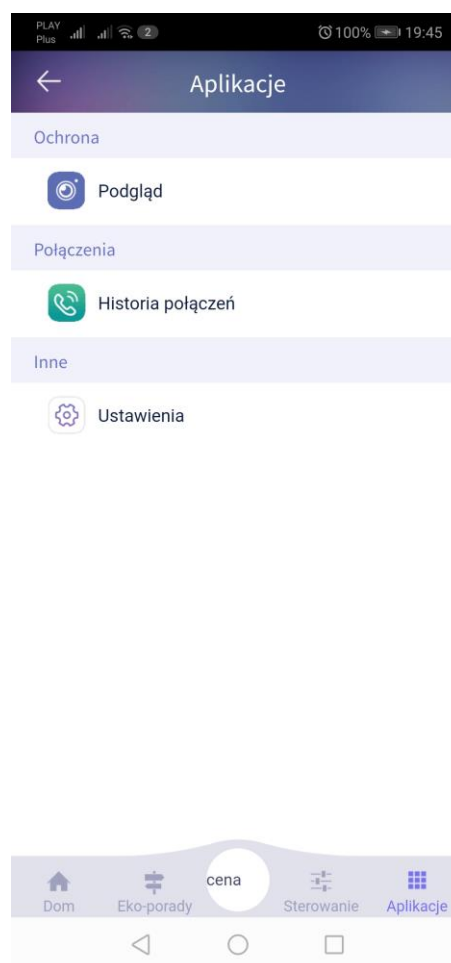 PLAY
Plus
2
100% 19:45
Aplikacje
Ochrona
Podgląd
Połączenia
Historia połączeń
Inne
Ustawienia
cena
Dom Eko-porady Sterowanie Aplikacje